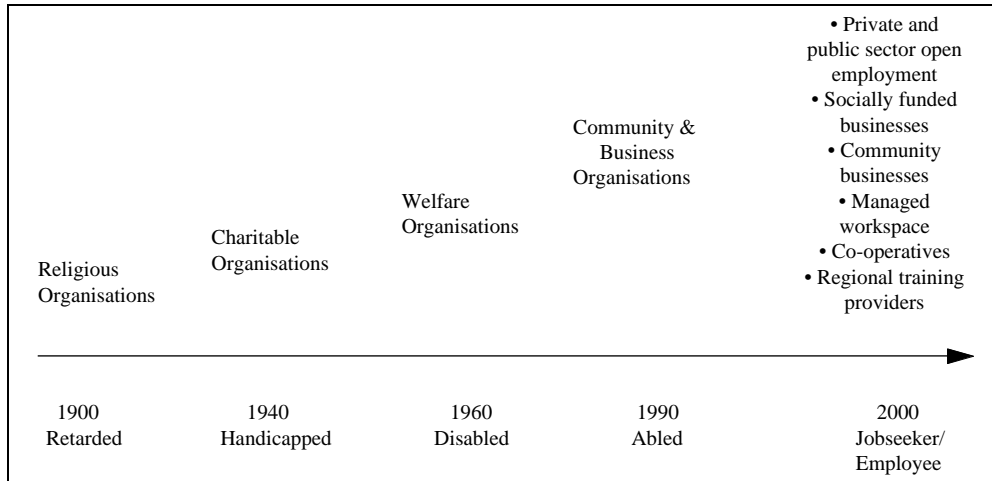 Religious
Organisations
Charitable
Organisations
Welfare
Organisations
Community &
Business
Organisations
• Private and
public sector open
employment
• Socially funded
businesses
• Community
businesses
• Managed
workspace
• Co-operatives
• Regional training
providers
1900
Retarded
1940
Handicapped
1960
Disabled
1990
Abled
2000
Jobseeker/
Employee